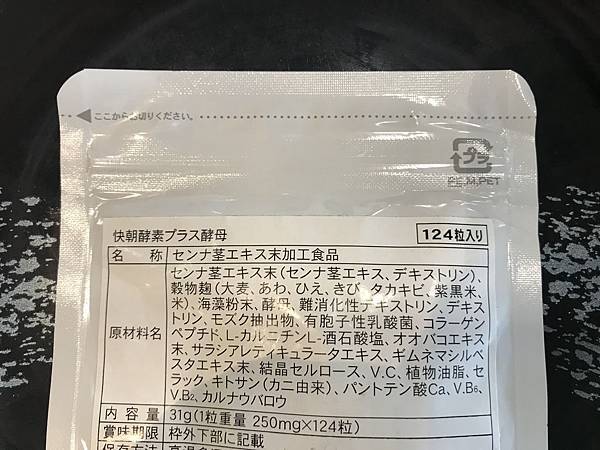 ◀ ここからお切りください。
プラ
PE,M,PET
快朝酵素プラス酵母 124粒入り
名 称 センナ茎エキス末加工食品
原材料名 センナ茎エキス末(センナ茎エキス、デキストリン)、
穀物麹(大麦、あわ、ひえ、きび、タカキビ、紫黒米、
米)、海藻粉末、酵母、難消化性デキストリン、デキス
トリン、モズク抽出物、有胞子性乳酸菌、コラーゲン
ペプチド、L-カルニチンL-酒石酸塩、オオバコエキス
末、サラシアレティキュラータエキス、ギムネマシルベ
スタエキス末、結晶セルロース、V.C、植物油脂、セ
ラック、キトサン(カニ由来)、パントテン酸Ca、V.B₆、
V.B₂、カルナウバロウ
内 容 量 31g(1粒重量 250mg×124粒)
賞味期限 枠外下部に記載
保存方法